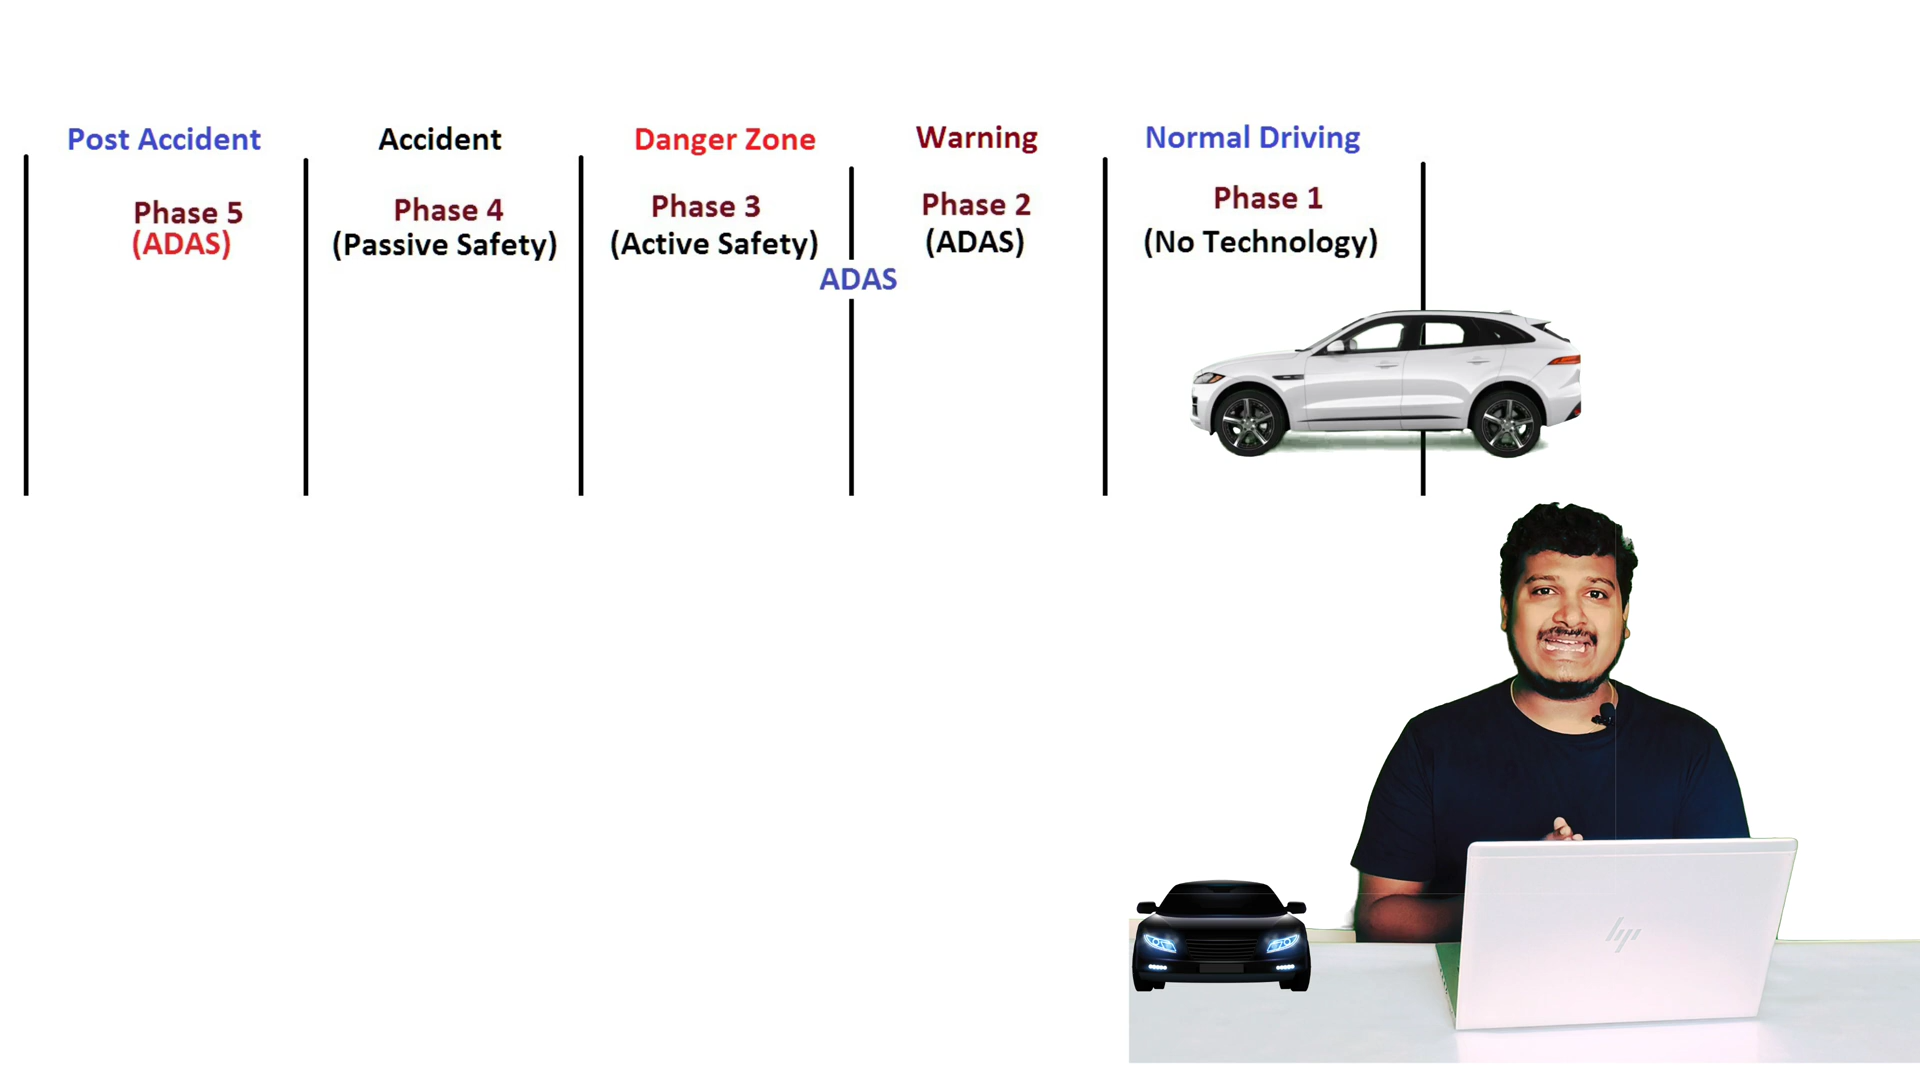 Post Accident
Accident
Danger Zone
Warning
Normal Driving
Phase 5
(ADAS)
Phase 4
(Passive Safety)
Phase 3
(Active Safety)
Phase 2
(ADAS)
Phase 1
(No Technology)
ADAS
hp